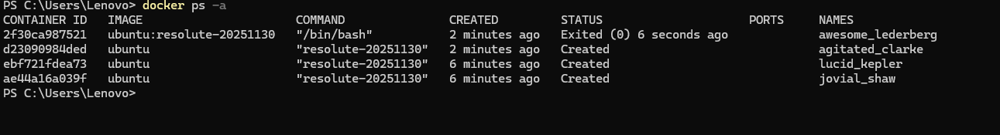 PS C:\Users\Lenovo> docker ps -a
CONTAINER ID   IMAGE                       COMMAND                CREATED         STATUS                     PORTS     NAMES
2f30ca987521   ubuntu:resolute-20251130   "/bin/bash"            2 minutes ago   Exited (0) 6 seconds ago             awesome_lederberg
d23090984ded   ubuntu                      "resolute-20251130"    2 minutes ago   Created                              agitated_clarke
ebf721fdea73   ubuntu                      "resolute-20251130"    6 minutes ago   Created                              lucid_kepler
ae44a16a039f   ubuntu                      "resolute-20251130"    6 minutes ago   Created                              jovial_shaw
PS C:\Users\Lenovo>